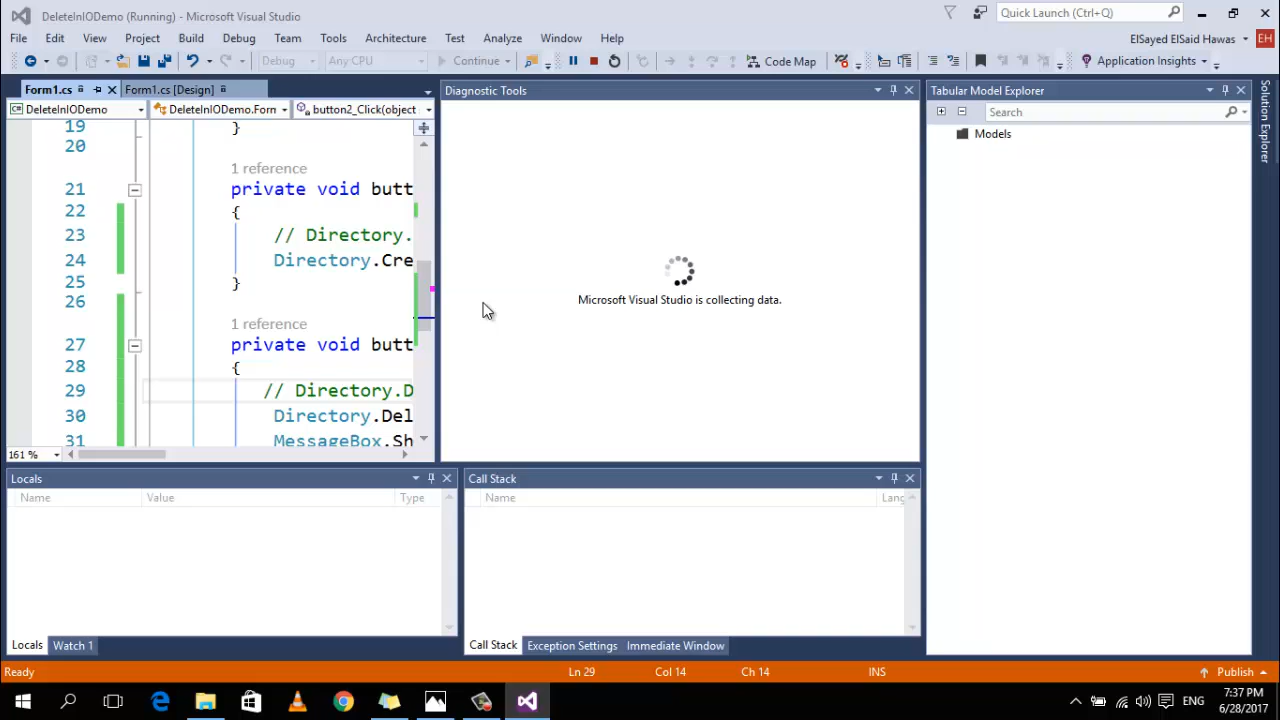 DeleteInIODemo (Running) - Microsoft Visual Studio
Quick Launch (Ctrl+Q)
File Edit View Project Build Debug Team Tools Architecture Test Analyze Window Help
ElSayed ElSaid Hawas EH
Debug Any CPU Continue Code Map Application Insights
Form1.cs Form1.cs [Design]
DeleteInIODemo DeleteInIODemo.Form button2_Click(object
19 }
20
1 reference
21 private void butt
22 {
23 // Directory.
24 Directory.Cre
25 }
26
1 reference
27 private void butt
28 {
29 // Directory.D
30 Directory.Del
31 MessageBox.Sh
161 %
Diagnostic Tools
Microsoft Visual Studio is collecting data.
Tabular Model Explorer
Search
Models
Solution Explorer
Locals
Name Value Type
Locals Watch 1
Call Stack
Name Lang
Call Stack Exception Settings Immediate Window
Ready Ln 29 Col 14 Ch 14 INS Publish
ENG
7:37 PM
6/28/2017